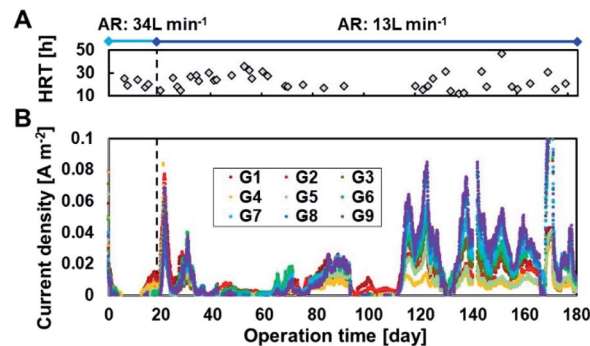 A
AR: 34L min⁻¹ AR: 13L min⁻¹
HRT [h]
50
30
10
B
Current density [A m⁻²]
0.1
0.08
0.06
0.04
0.02
0
G1 G2 G3
G4 G5 G6
G7 G8 G9
0 20 40 60 80 100 120 140 160 180
Operation time [day]